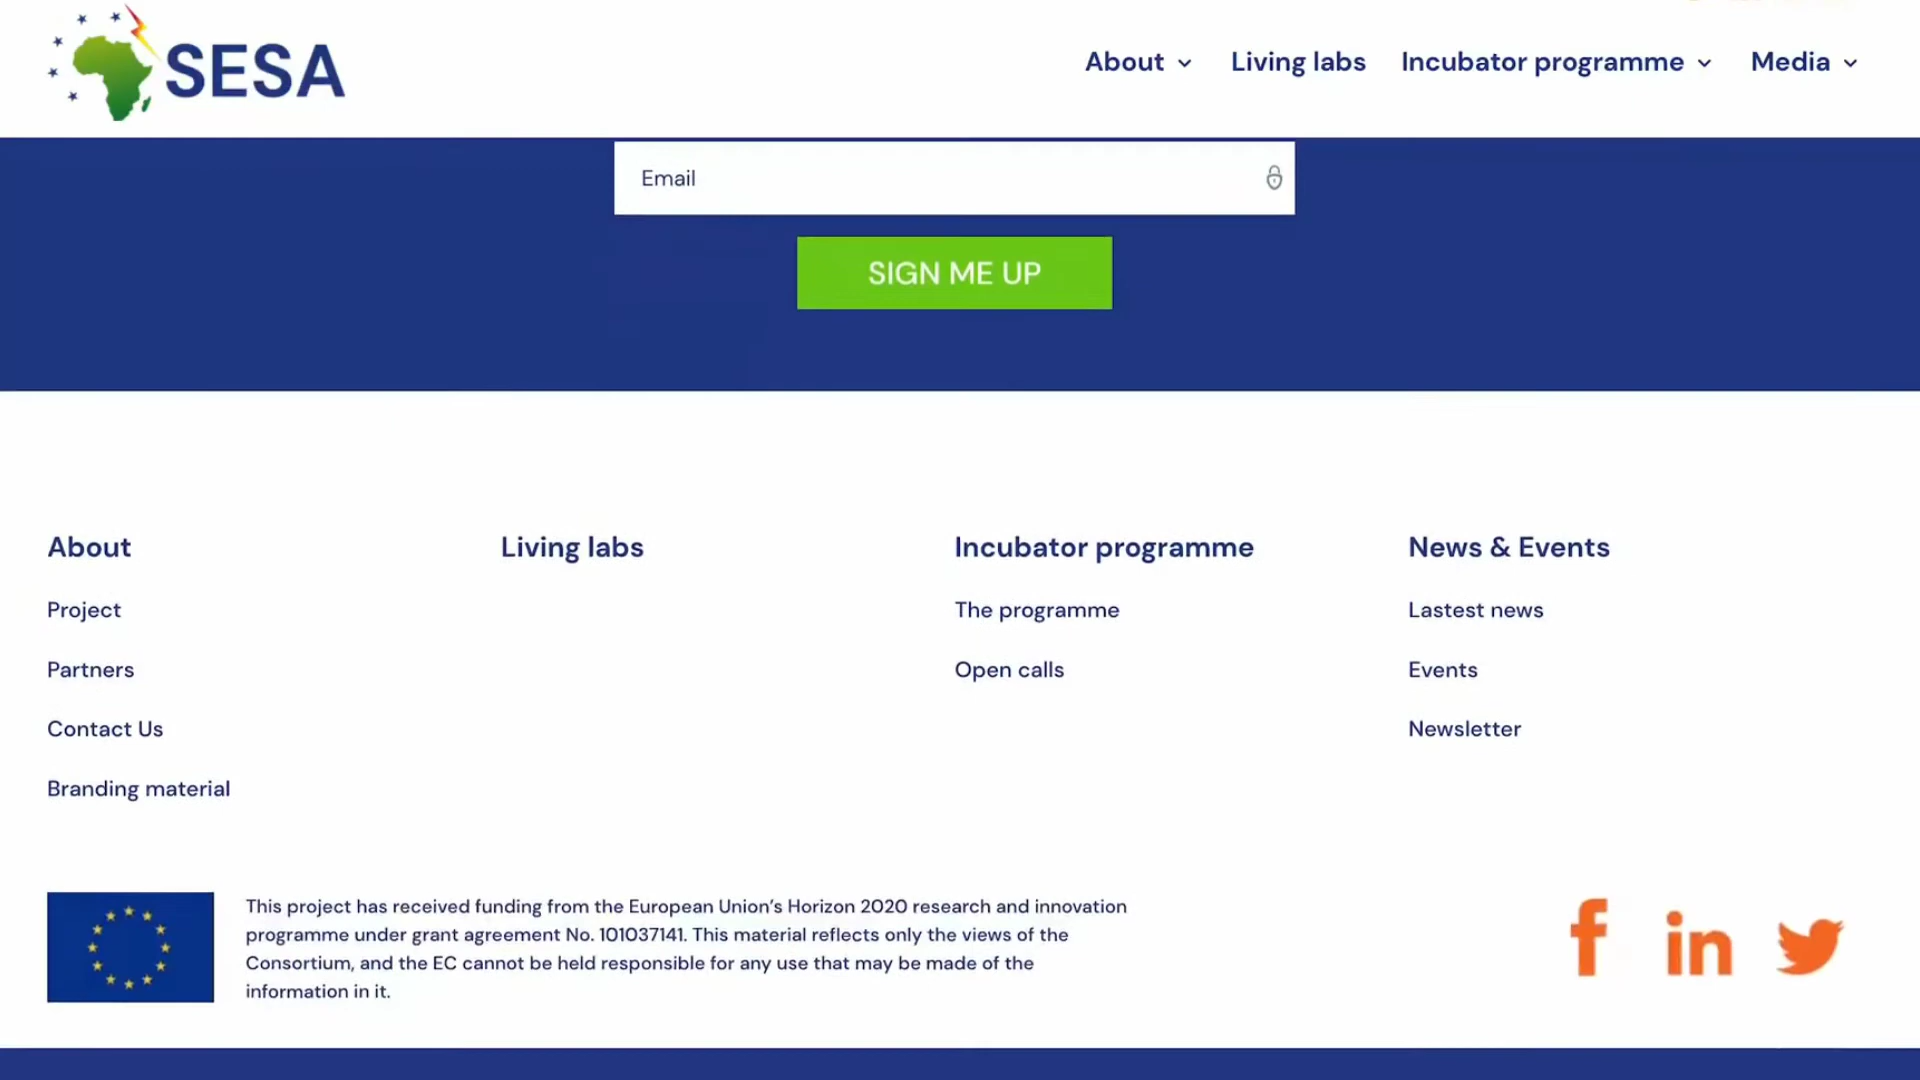 SESA
About
Living labs
Incubator programme
Media
Email
SIGN ME UP
About
Project
Partners
Contact Us
Branding material
Living labs
Incubator programme
The programme
Open calls
News & Events
Lastest news
Events
Newsletter
This project has received funding from the European Union's Horizon 2020 research and innovation
programme under grant agreement No. 101037141. This material reflects only the views of the
Consortium, and the EC cannot be held responsible for any use that may be made of the
information in it.